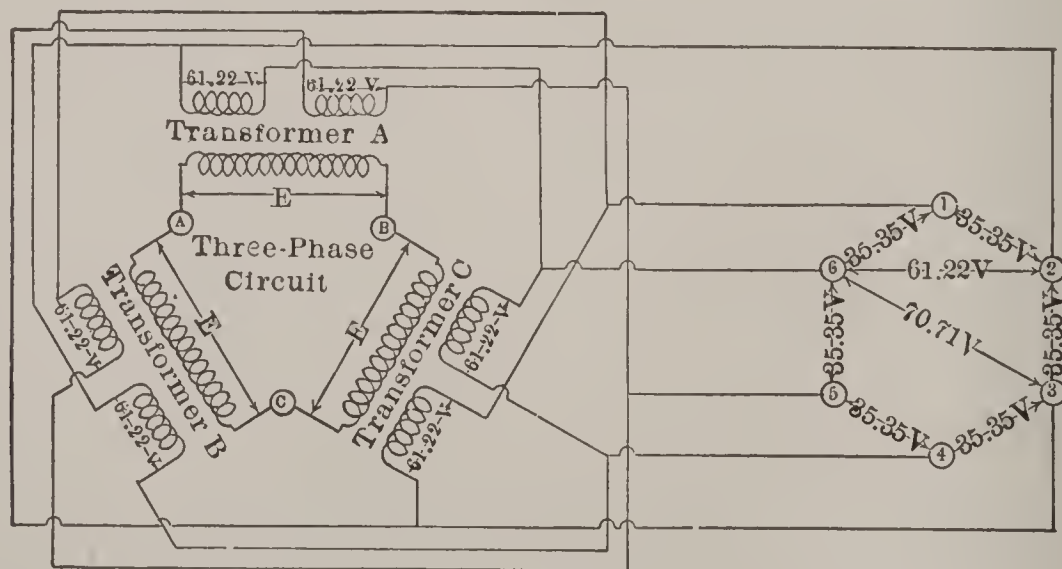 61.22 V
61.22 V
Transformer A
E
A
B
Three-Phase
Circuit
Transformer B
E
E
Transformer C
C
61.22 V
61.22 V
61.22 V
61.22 V
1
35.35 V
35.35 V
6
61.22 V
2
70.71 V
35.35 V
35.35 V
5
3
35.35 V
35.35 V
4